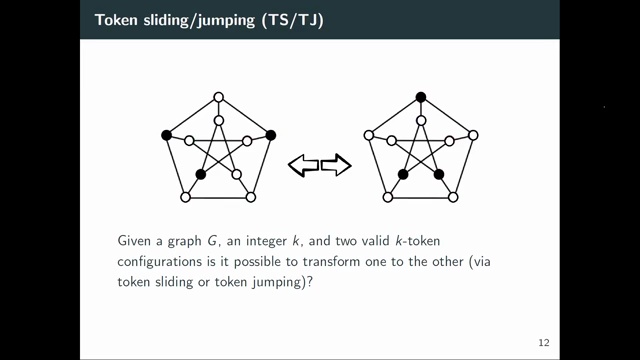 Token sliding/jumping (TS/TJ)
Given a graph G, an integer k, and two valid k-token
configurations is it possible to transform one to the other (via
token sliding or token jumping)?
12